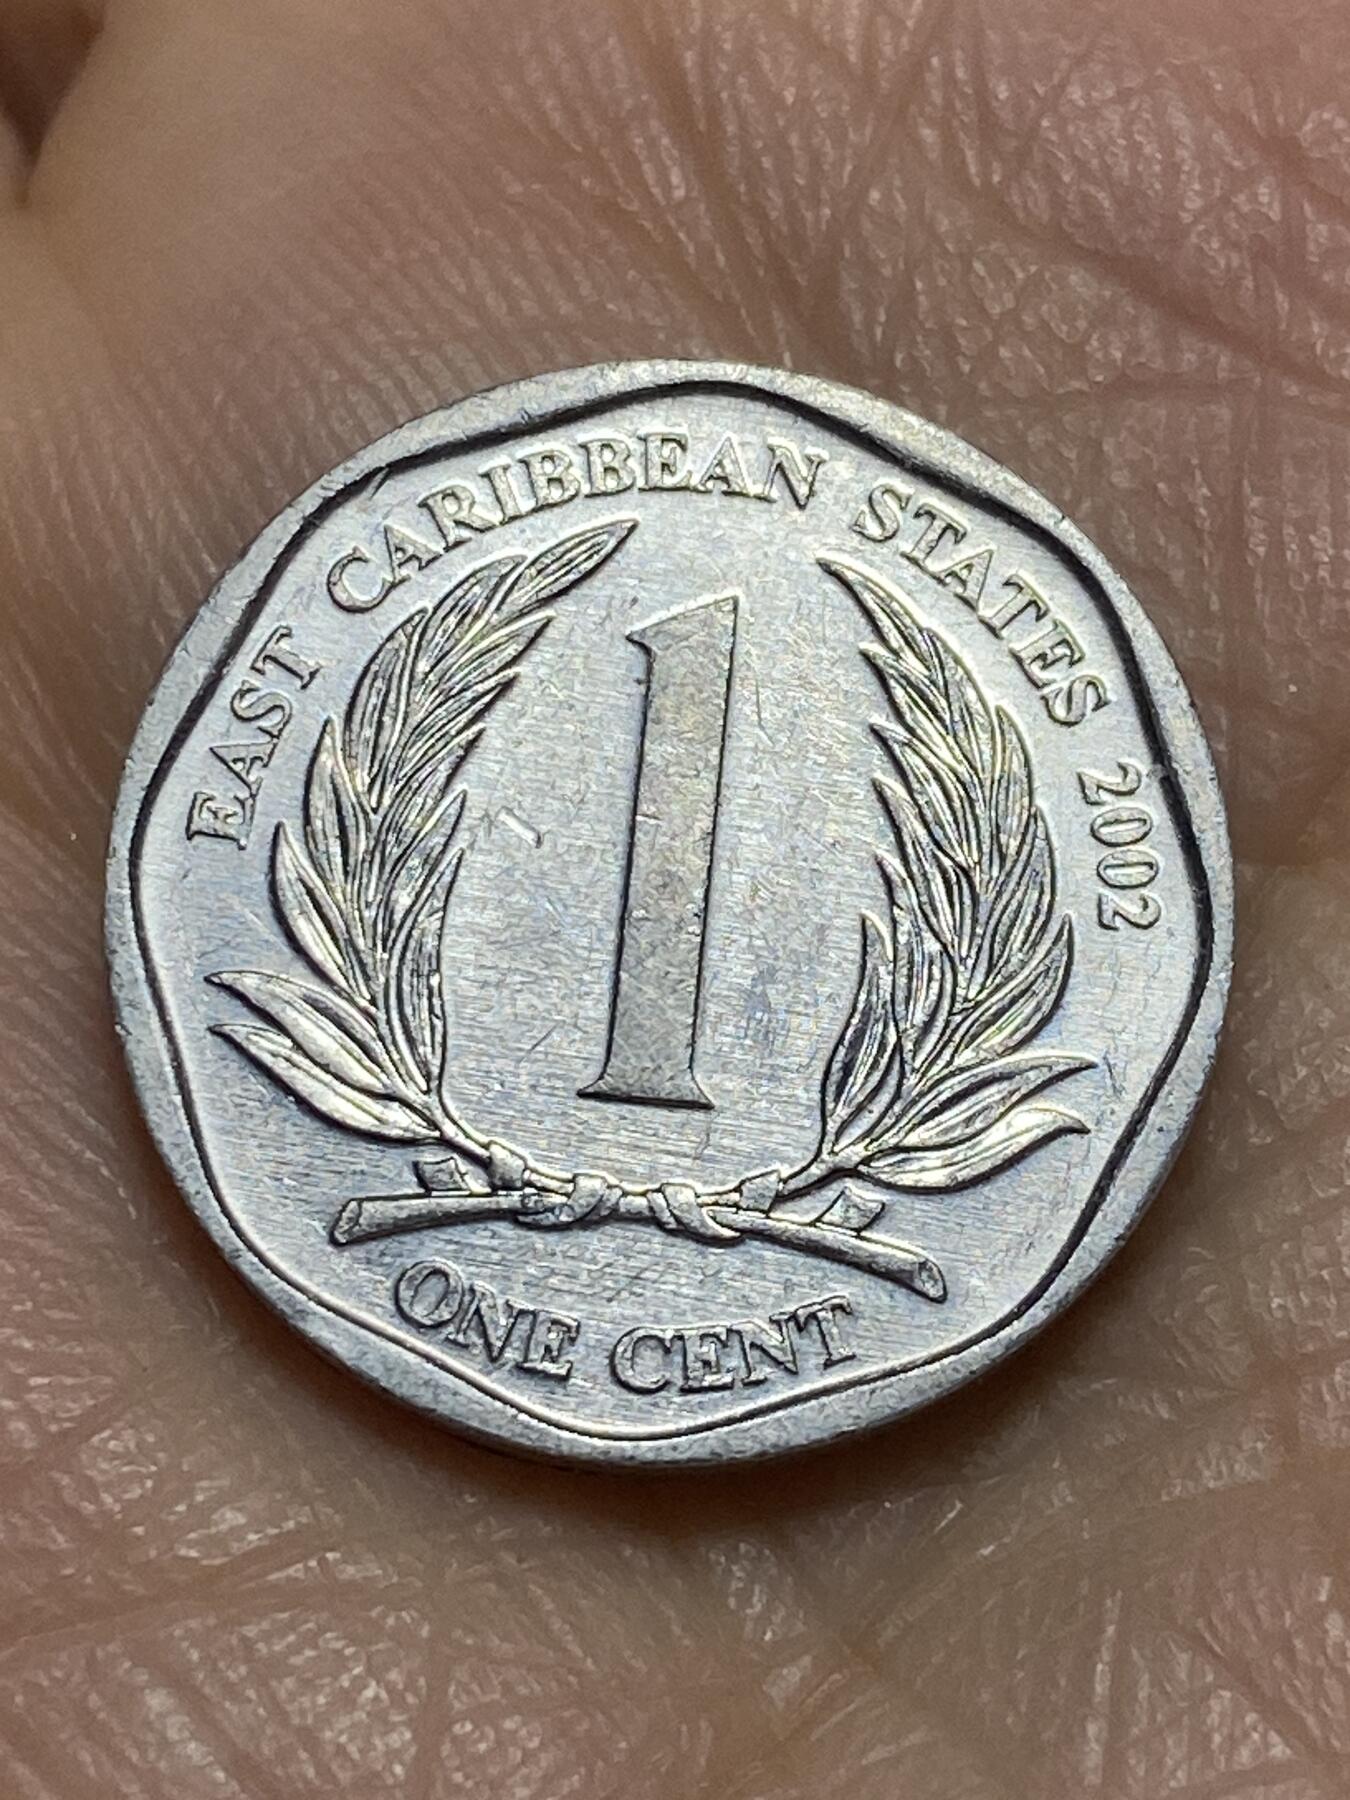 EAST CARIBBEAN STATES 2002
1
ONE CENT